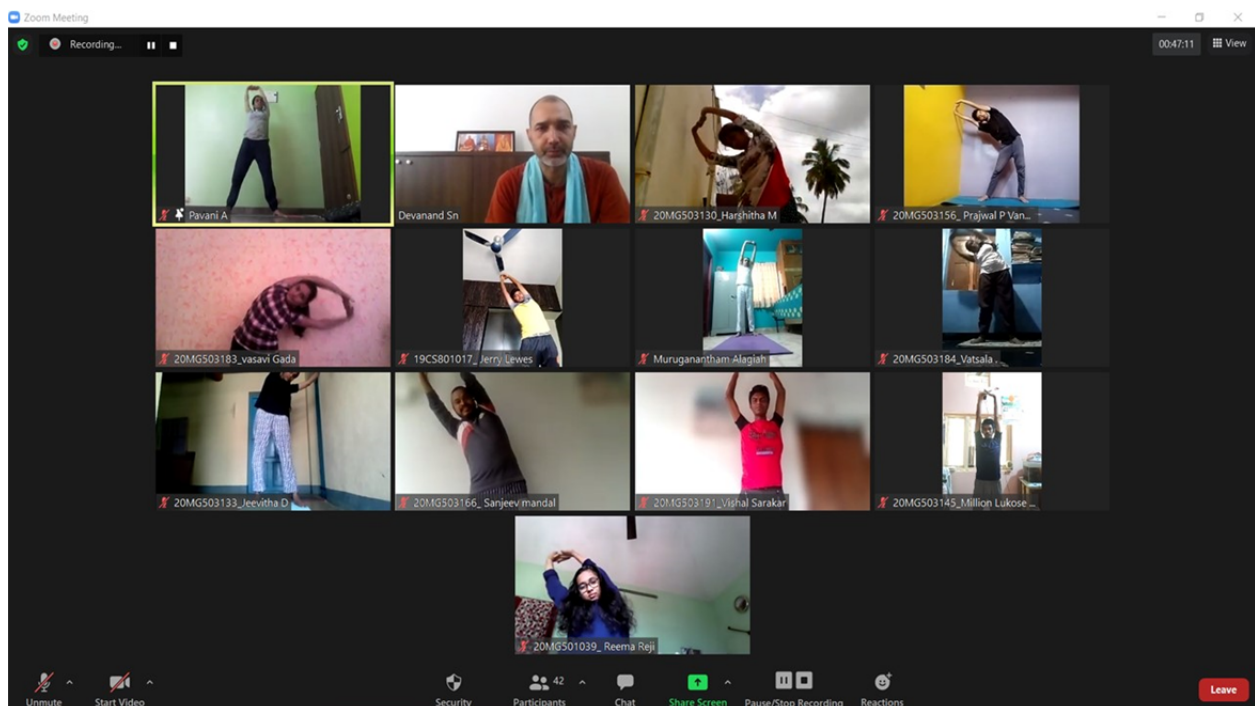 Zoom Meeting
Recording...
00:47:11
View
Pavani A
Devanand Sn
20MG503130_Harshitha M
20MG503156_ Prajwal P Van...
20MG503183_vasavi Gada
19CS801017_ Jerry Lewes
Muruganantham Alagiah
20MG503184_Vatsala .
20MG503133_Jeevitha D
20MG503166_ Sanjeev mandal
20MG503191_Vishal Sarakar
20MG503145_Million Lukose ...
20MG501039_ Reema Reji
42
Unmute
Start Video
Security
Participants
Chat
Share Screen
Pause/Stop Recording
Reactions
Leave